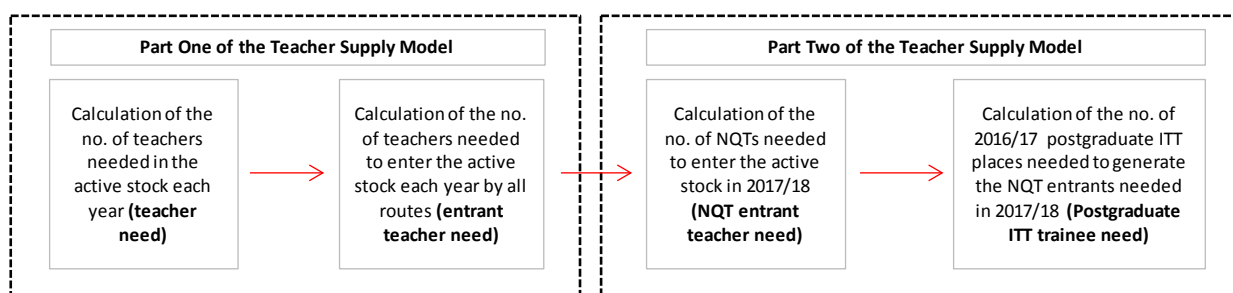 Part One of the Teacher Supply Model
Part Two of the Teacher Supply Model
Calculation of the
no. of teachers
needed in the
active stock each
year (teacher
need)
Calculation of the no.
of teachers needed
to enter the active
stock each year by all
routes (entrant
teacher need)
Calculation of the
no. of NQTs needed
to enter the active
stock in 2017/18
(NQT entrant
teacher need)
Calculation of the no. of
2016/17 postgraduate ITT
places needed to generate
the NQT entrants needed
in 2017/18 (Postgraduate
ITT trainee need)